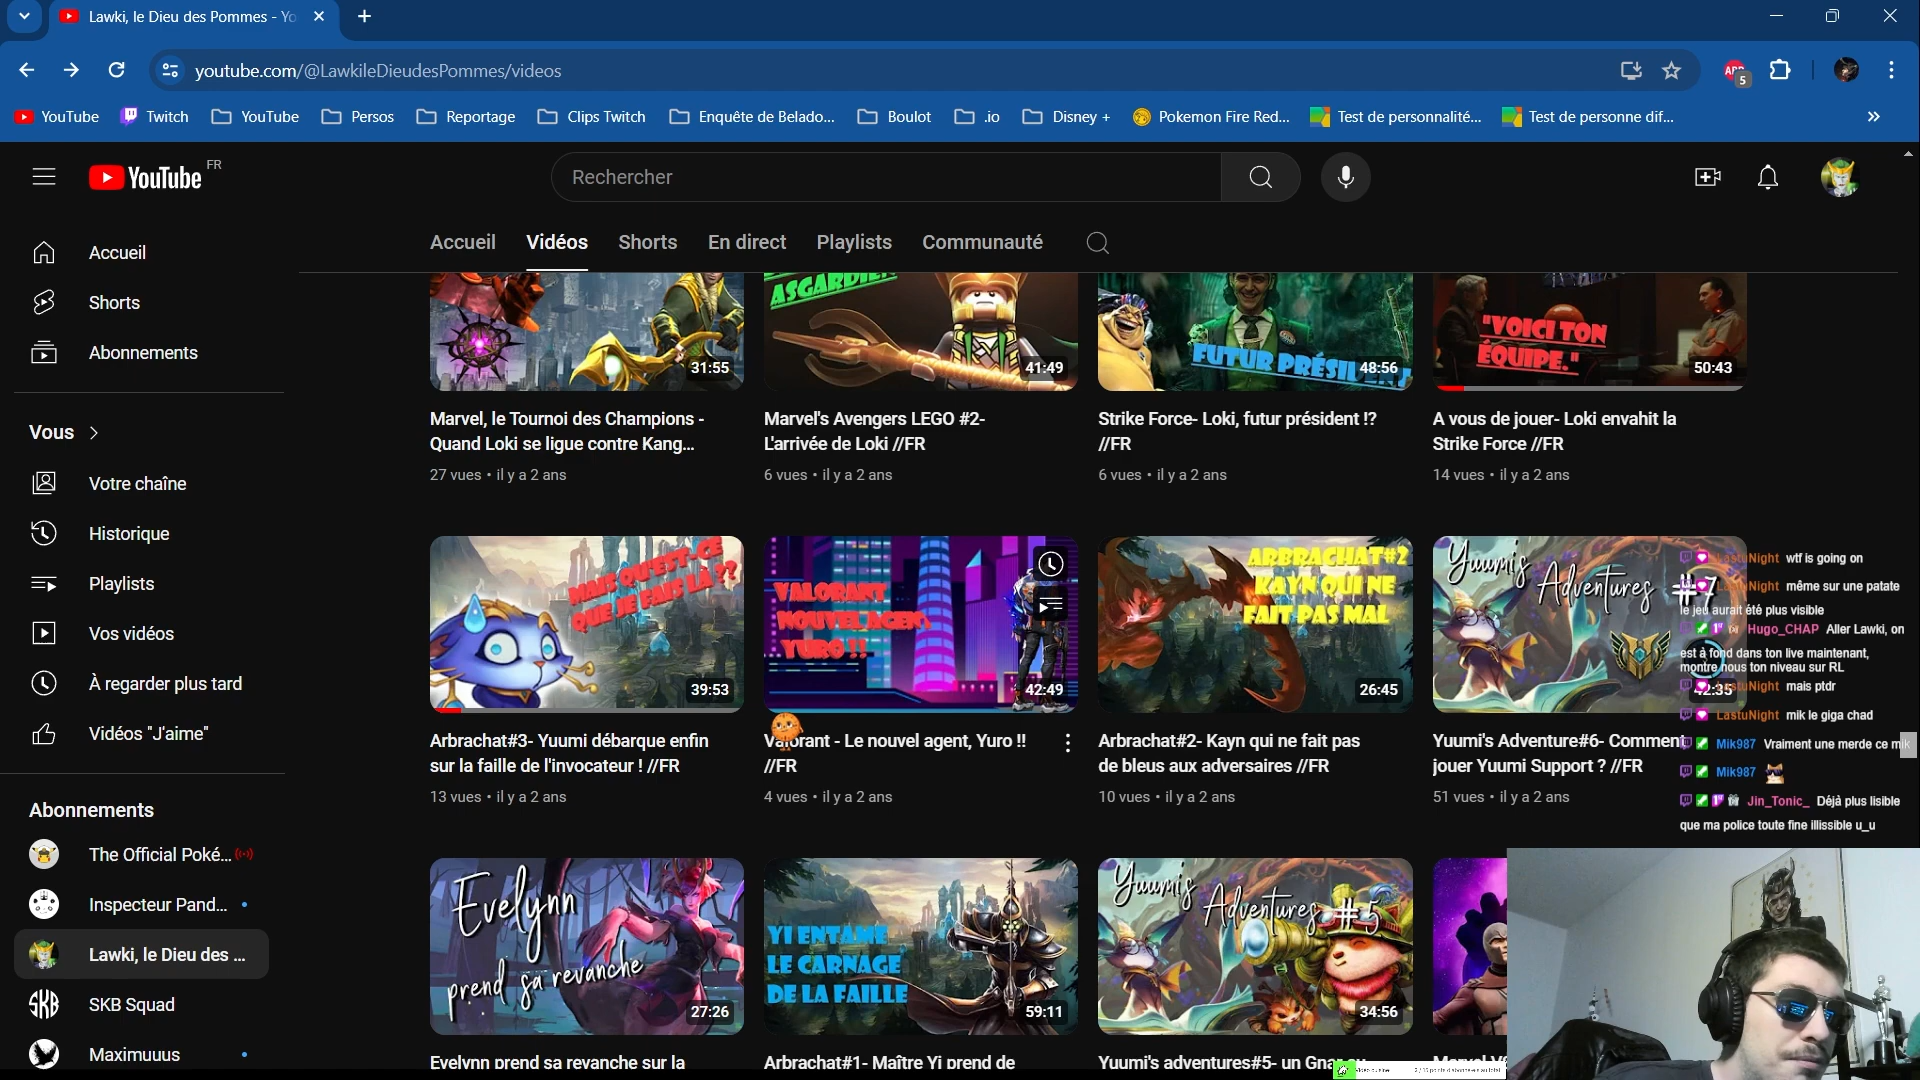 Lawki, le Dieu des Pommes - Yo
youtube.com/@LawkileDieudesPommes/videos
ABP
5
YouTube
Twitch
YouTube
Persos
Reportage
Clips Twitch
Enquête de Belado...
Boulot
.io
Disney +
Pokemon Fire Red...
Test de personnalité...
Test de personne dif...
YouTube
FR
Rechercher
Accueil
Shorts
Abonnements
Vous
Votre chaîne
Historique
Playlists
Vos vidéos
À regarder plus tard
Vidéos "J'aime"
Abonnements
The Official Poké...
Inspecteur Pand...
Lawki, le Dieu des ...
SKB
SKB Squad
Maximuuus
Accueil
Vidéos
Shorts
En direct
Playlists
Communauté
31:55
Marvel, le Tournoi des Champions -
Quand Loki se ligue contre Kang...
27 vues • il y a 2 ans
ASGARDIEN
41:49
Marvel's Avengers LEGO #2-
L'arrivée de Loki //FR
6 vues • il y a 2 ans
FUTUR PRÉSIDENT
48:56
Strike Force- Loki, futur président !?
//FR
6 vues • il y a 2 ans
"VOICI TON
ÉQUIPE."
50:43
A vous de jouer- Loki envahit la
Strike Force //FR
14 vues • il y a 2 ans
MAIS QU'EST-CE
QUE JE FAIS LÀ ??
39:53
Arbrachat#3- Yuumi débarque enfin
sur la faille de l'invocateur ! //FR
13 vues • il y a 2 ans
VALORANT
NOUVEL AGENT,
YURO !!
42:49
Valorant - Le nouvel agent, Yuro !!
//FR
4 vues • il y a 2 ans
ARBRACHAT#2
KAYN QUI NE
FAIT PAS MAL
26:45
Arbrachat#2- Kayn qui ne fait pas
de bleus aux adversaires //FR
10 vues • il y a 2 ans
Yuumi's Adventures #7
42:35
Yuumi's Adventure#6- Comment
jouer Yuumi Support ? //FR
51 vues • il y a 2 ans
LastuNight wtf is going on
LastuNight même sur une patate
le jeu aurait été plus visible
Hugo_CHAP Aller Lawki, on
est à fond dans ton live maintenant,
montre nous ton niveau sur RL
LastuNight mais ptdr
LastuNight mik le giga chad
Mik987 Vraiment une merde ce mik
Mik987
Jin_Tonic_ Déjà plus lisible
que ma police toute fine illissible u_u
Evelynn
prend sa revanche
27:26
Evelynn prend sa revanche sur la
YI ENTAME
LE CARNAGE
DE LA FAILLE
59:11
Arbrachat#1- Maître Yi prend de
Yuumi's Adventures #5
34:56
Yuumi's adventures#5- un Gnar